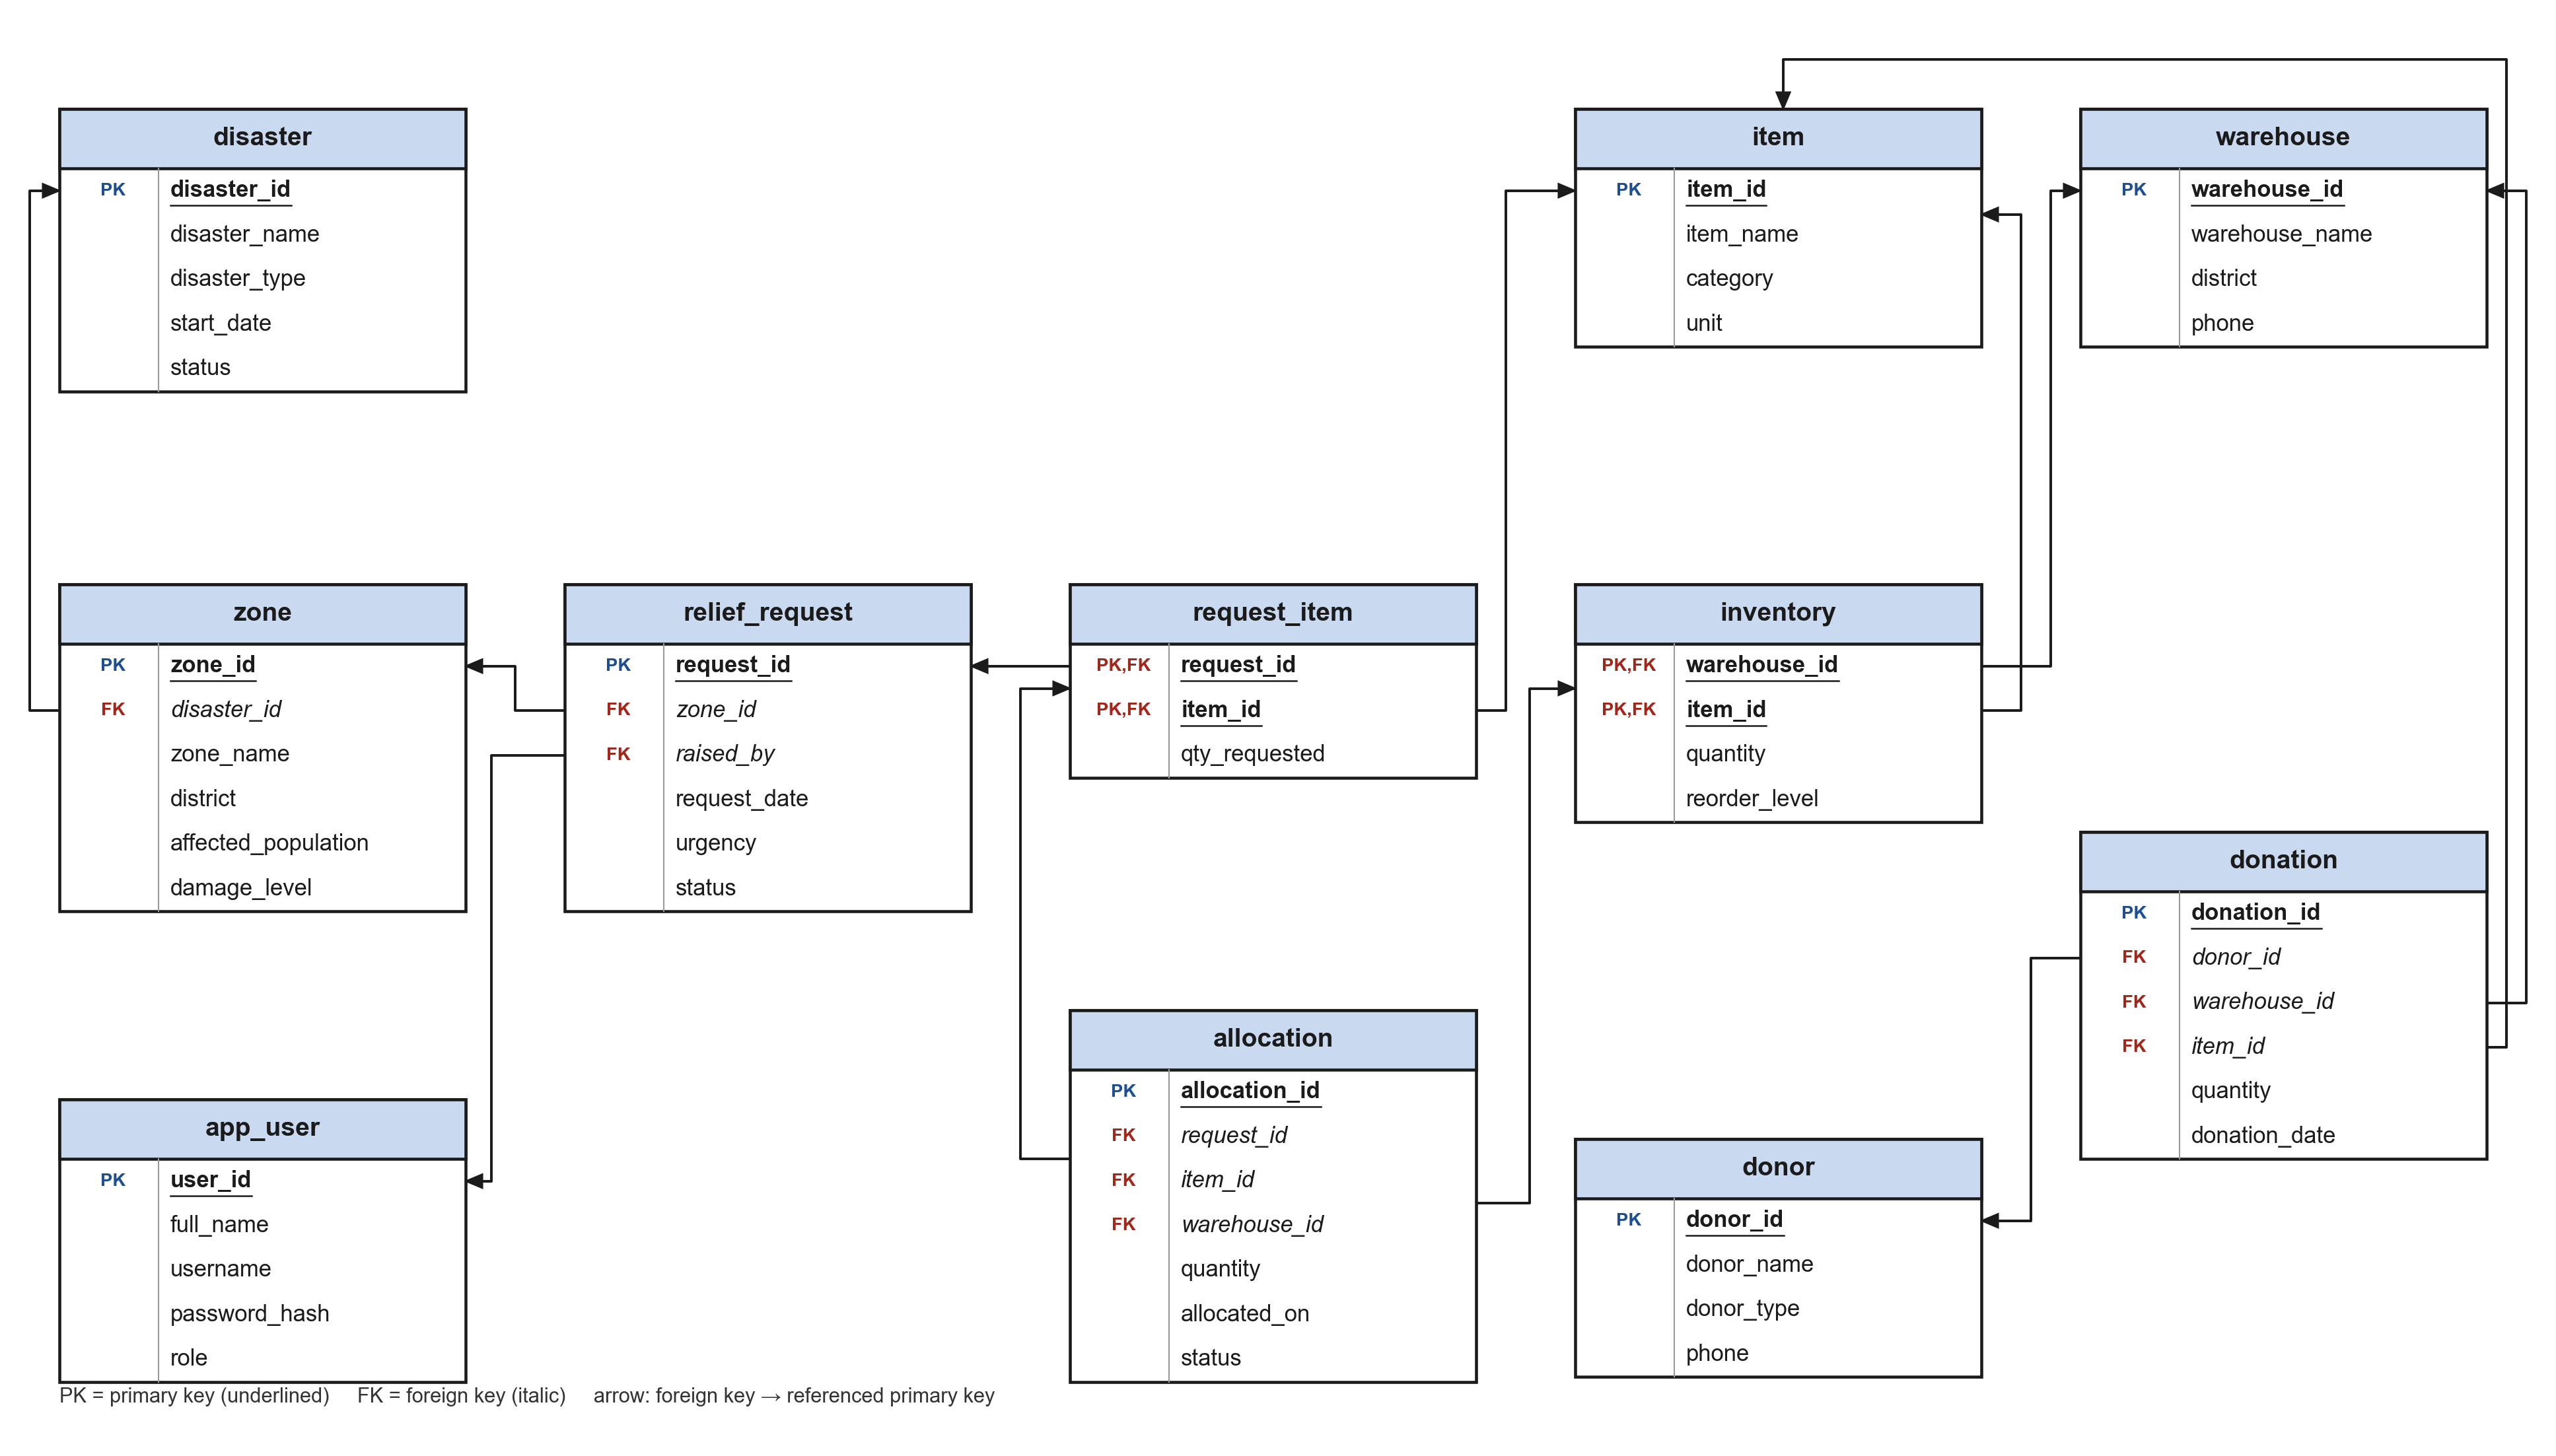 disaster
PK disaster_id
disaster_name
disaster_type
start_date
status
item
PK item_id
item_name
category
unit
warehouse
PK warehouse_id
warehouse_name
district
phone
zone
PK zone_id
FK disaster_id
zone_name
district
affected_population
damage_level
relief_request
PK request_id
FK zone_id
FK raised_by
request_date
urgency
status
request_item
PK,FK request_id
PK,FK item_id
qty_requested
inventory
PK,FK warehouse_id
PK,FK item_id
quantity
reorder_level
donation
PK donation_id
FK donor_id
FK warehouse_id
FK item_id
quantity
donation_date
app_user
PK user_id
full_name
username
password_hash
role
allocation
PK allocation_id
FK request_id
FK item_id
FK warehouse_id
quantity
allocated_on
status
donor
PK donor_id
donor_name
donor_type
phone
PK = primary key (underlined) FK = foreign key (italic) arrow: foreign key → referenced primary key